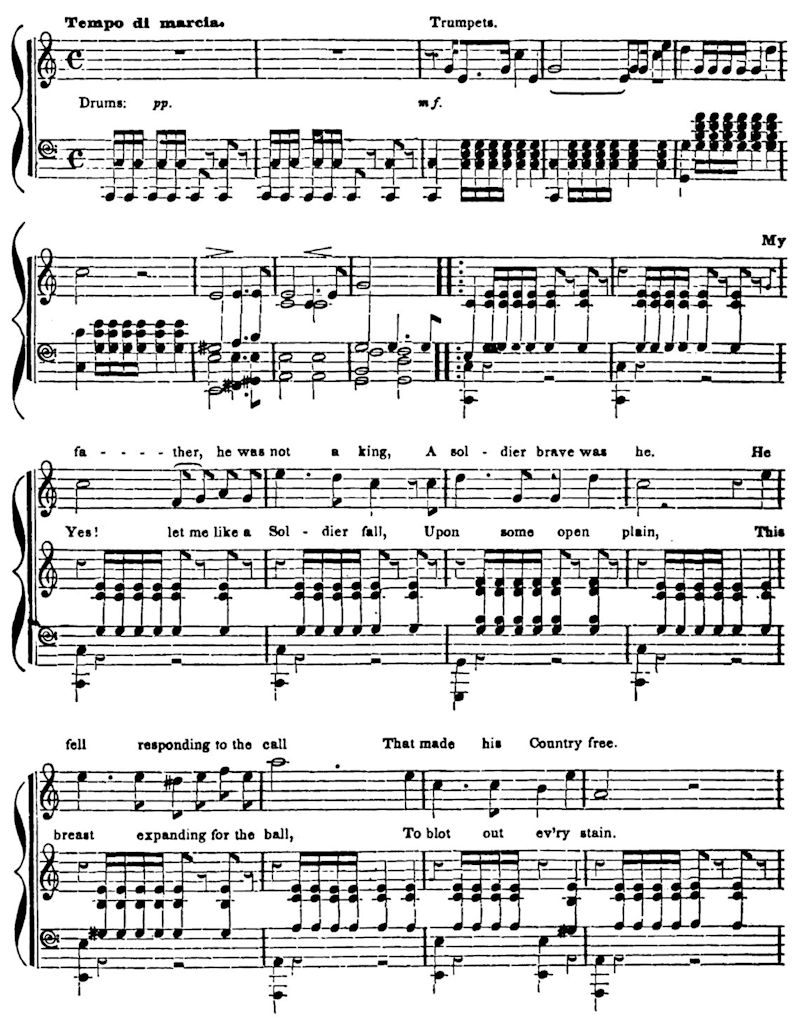 Tempo di marcia. Trumpets.
Drums: pp. mf.
My
fa - - - - ther, he was not a king, A sol - dier brave was he. He
Yes! let me like a Sol - dier fall, Upon some open plain, This
fell responding to the call That made his Country free.
breast expanding for the ball, To blot out ev'ry stain.